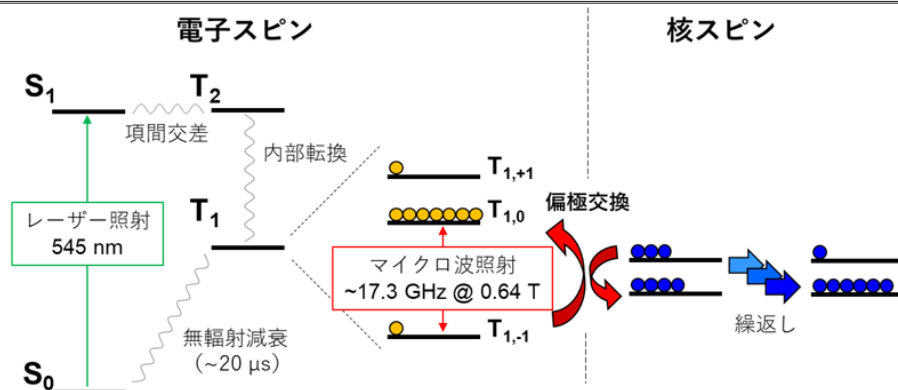 電子スピン
核スピン
S1
T2
項間交差
内部転換
T1,+1
T1
T1,0
偏極交換
レーザー照射
545 nm
マイクロ波照射
~17.3 GHz @ 0.64 T
繰返し
無輻射減衰
(~20 µs)
T1,-1
S0